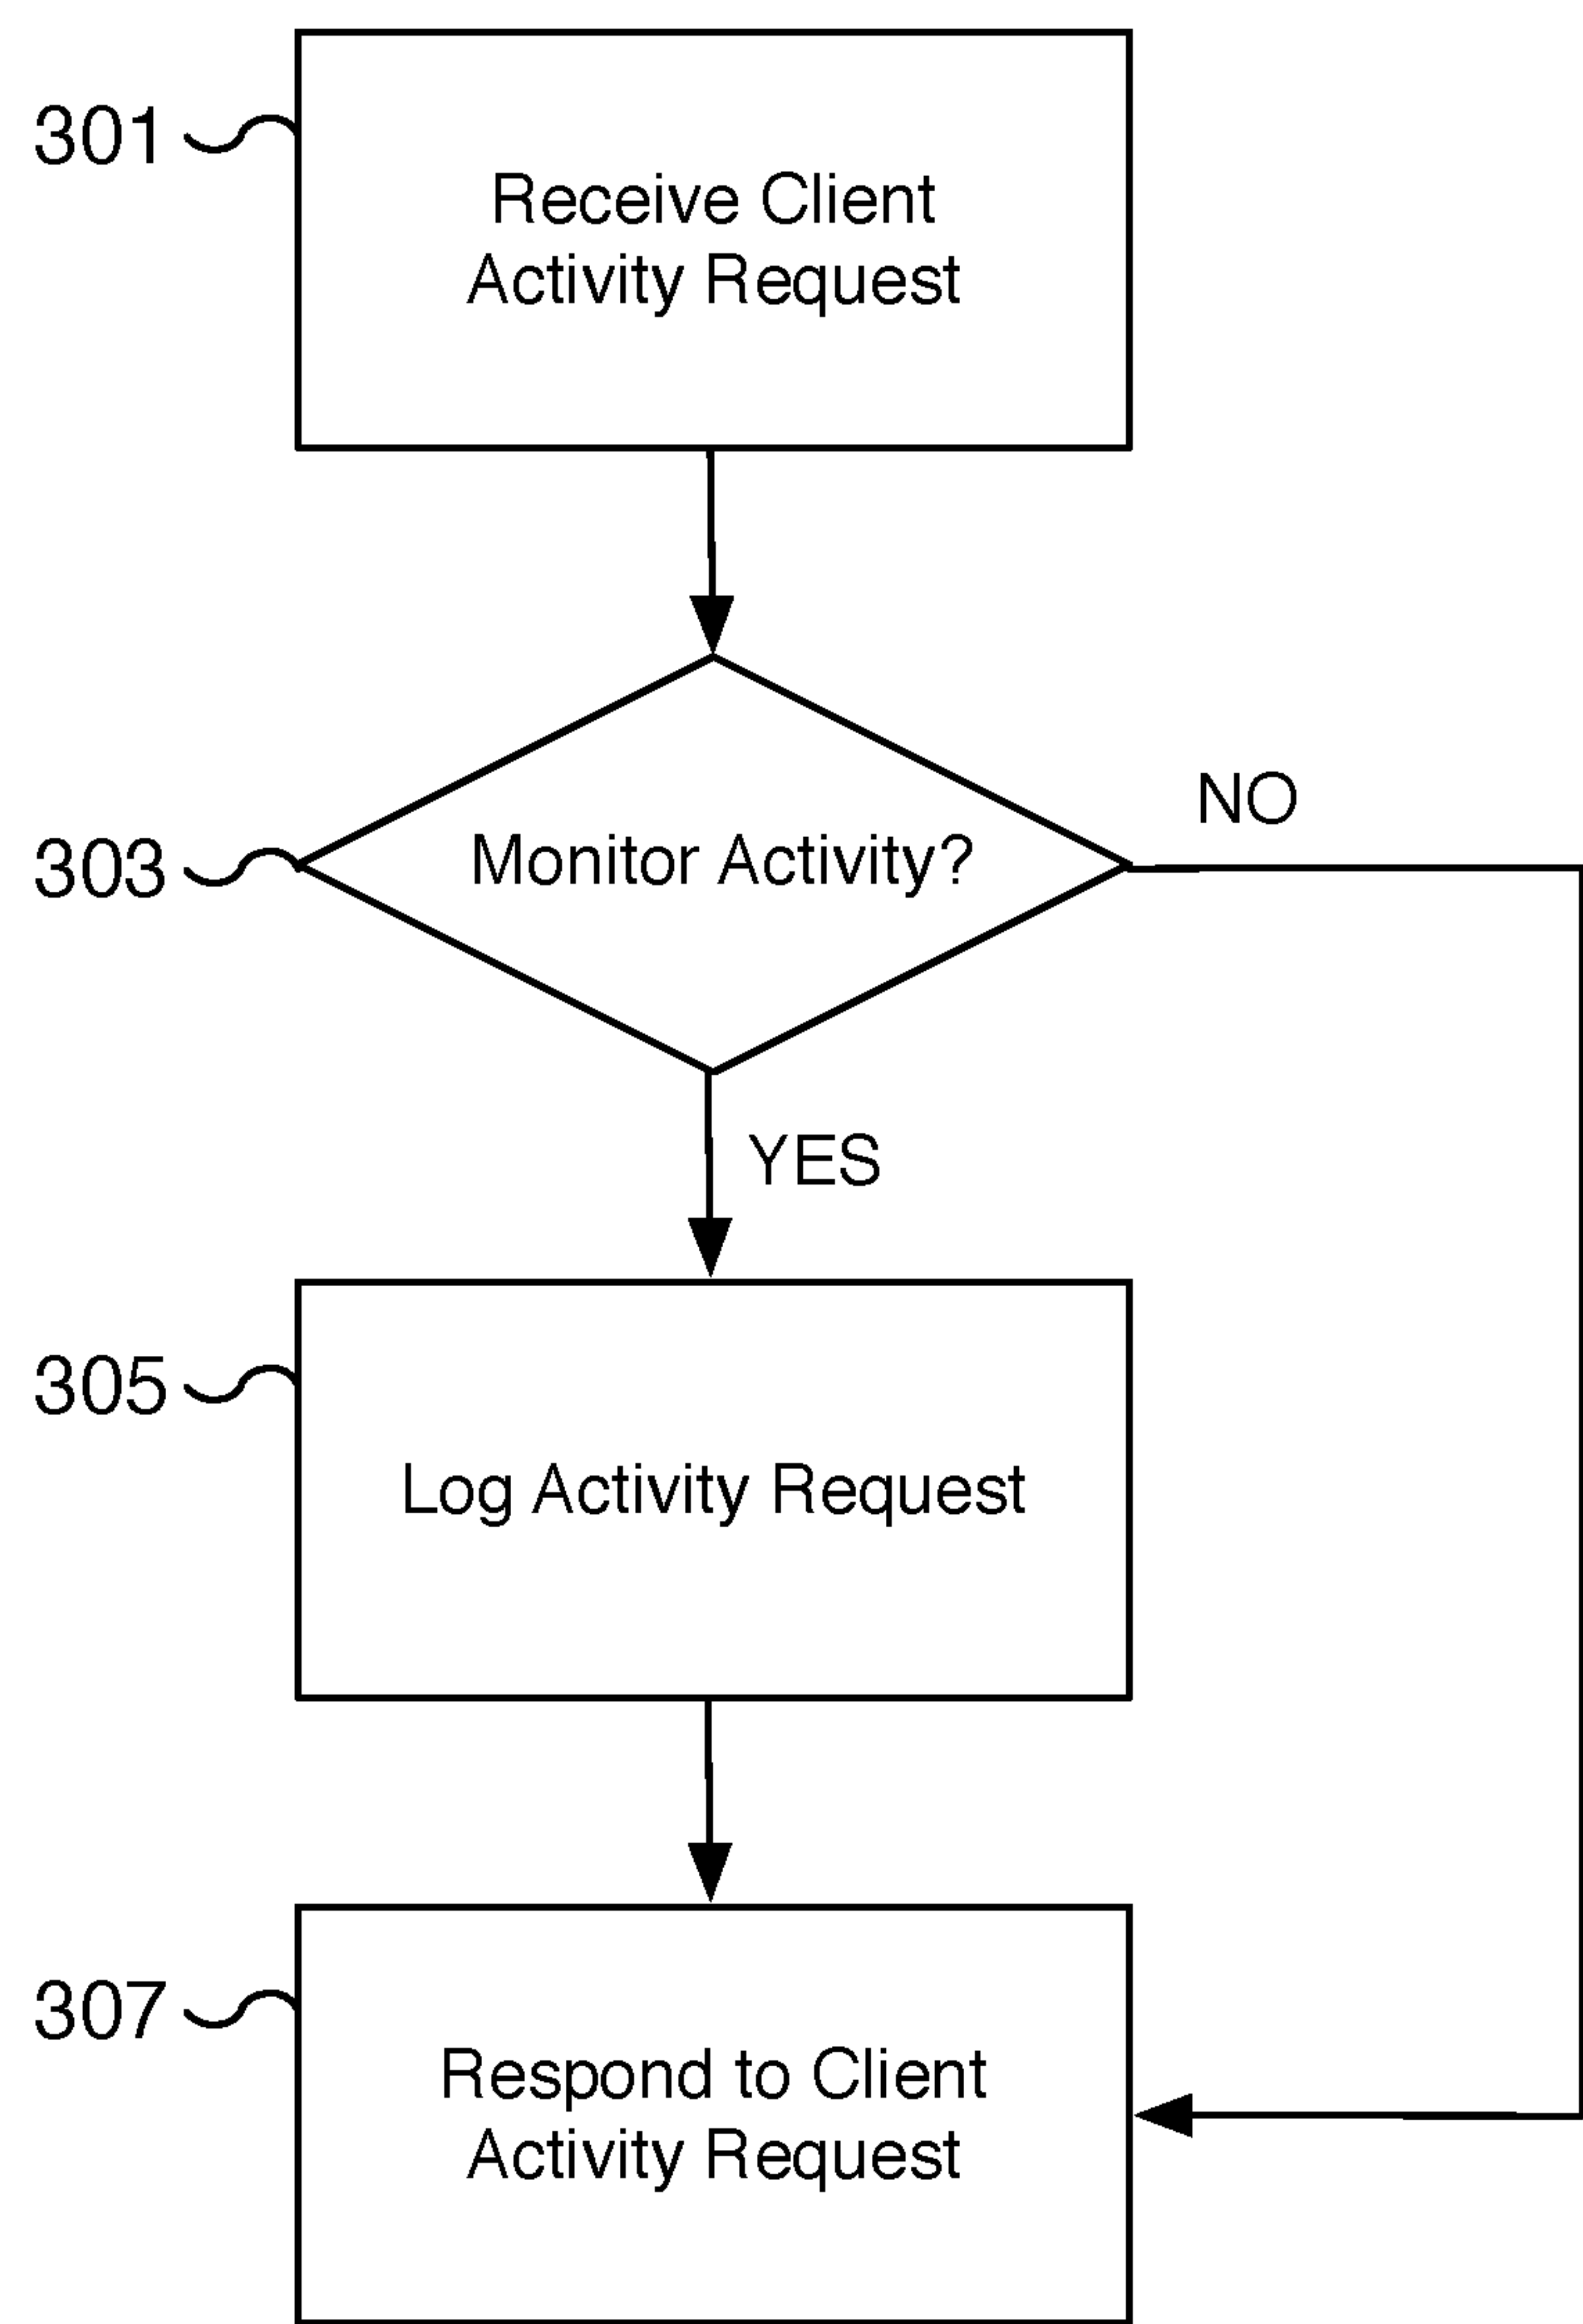 301
Receive Client
Activity Request
303
Monitor Activity?
NO
YES
305
Log Activity Request
307
Respond to Client
Activity Request